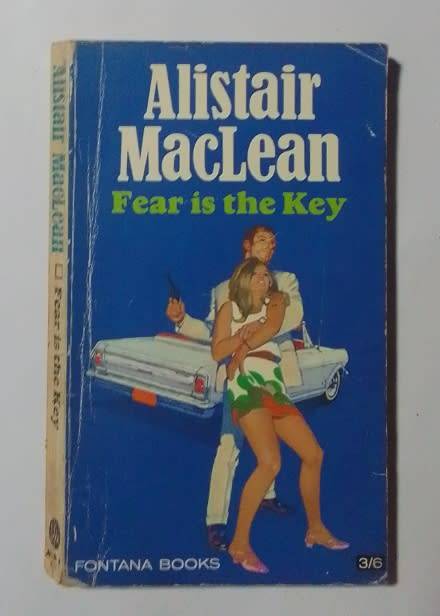 Alistair
MacLean
Fear is the Key
Alistair MacLean □ Fear is the Key
FONTANA BOOKS
3/6